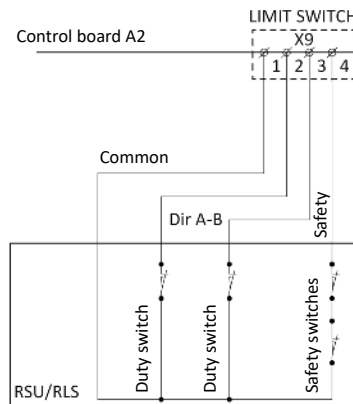 LIMIT SWITCH
X9
Control board A2
1 2 3 4
Common
Dir A-B
Safety
Duty switch
Duty switch
Safety switches
RSU/RLS